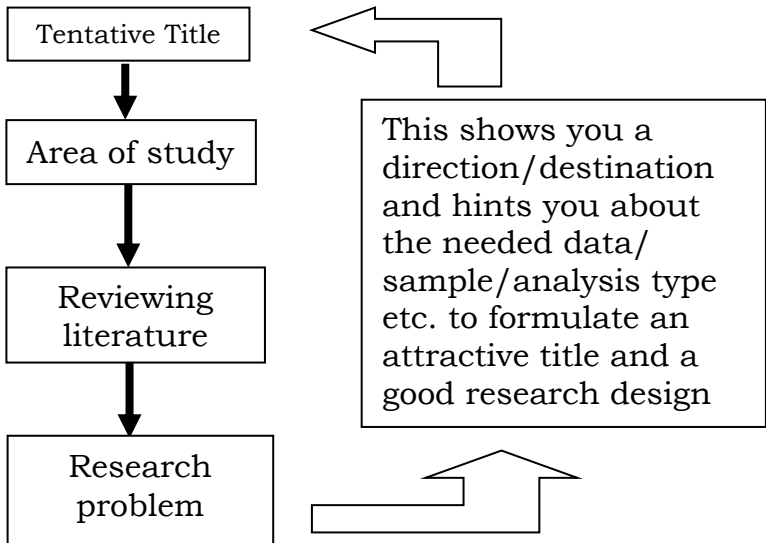 Tentative Title
Area of study
Reviewing
literature
Research
problem
This shows you a
direction/destination
and hints you about
the needed data/
sample/analysis type
etc. to formulate an
attractive title and a
good research design